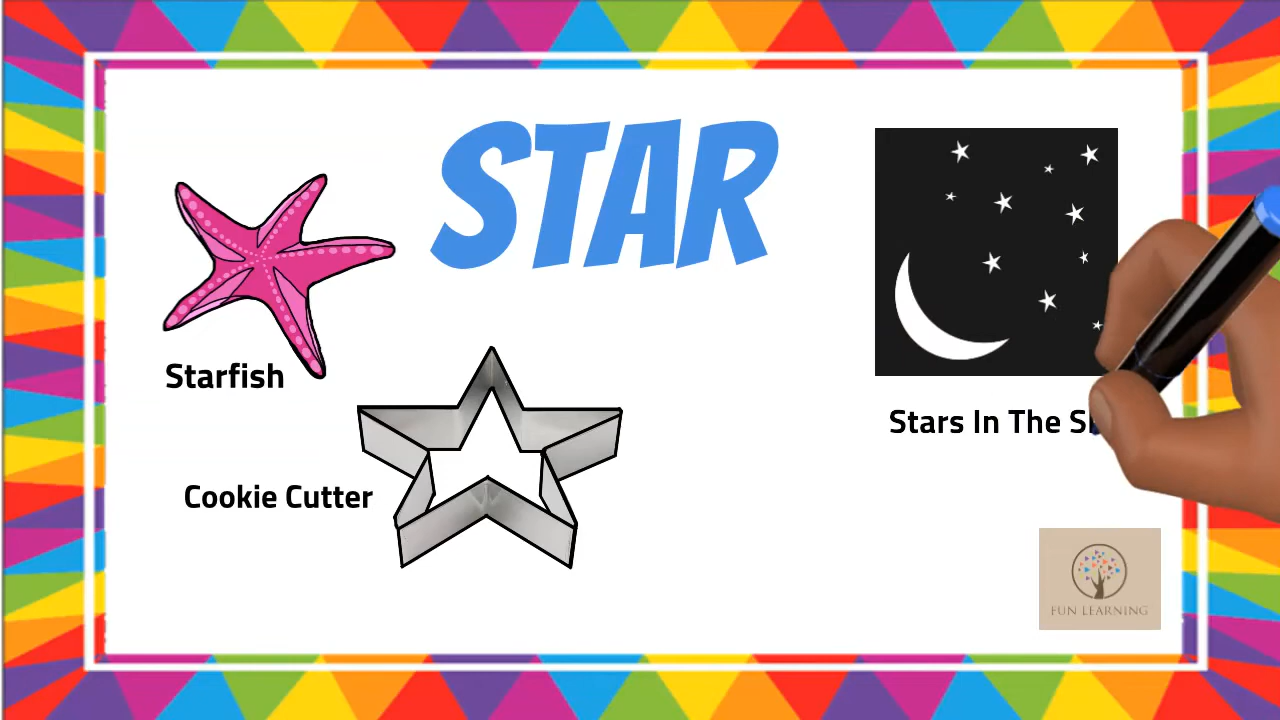 STAR
Starfish
Stars In The S
Cookie Cutter
FUN LEARNING